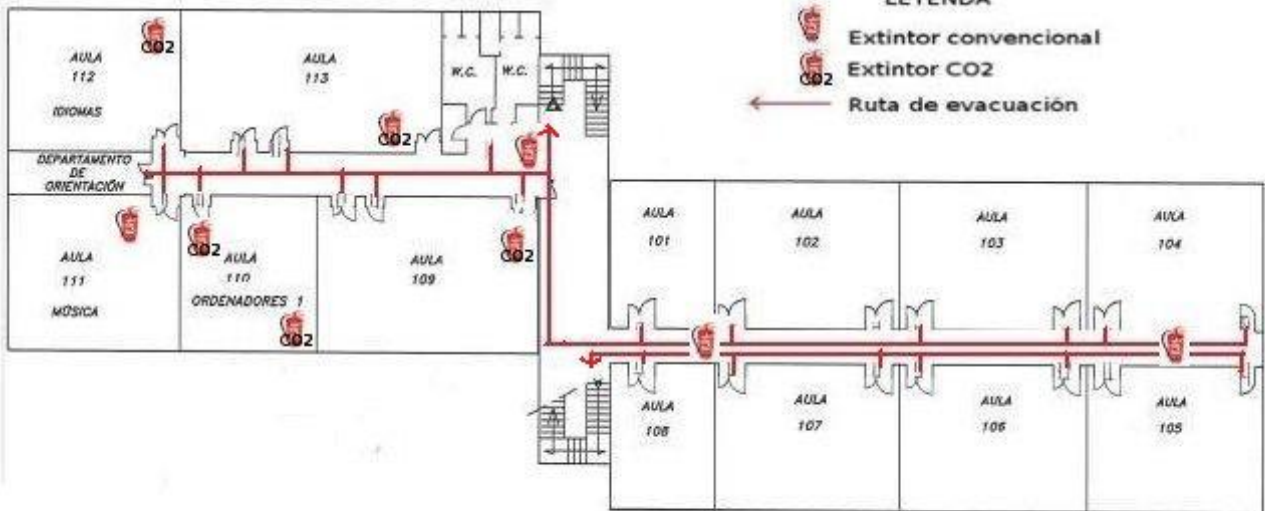 LEYENDA
Extintor convencional
CO2
Extintor CO2
Ruta de evacuación
CO2
AULA
112
IDIOMAS
AULA
113
CO2
W.C.
W.C.
DEPARTAMENTO
DE
ORIENTACIÓN
AULA
111
MÚSICA
CO2
AULA
110
ORDENADORES 1
CO2
AULA
109
CO2
AULA
101
AULA
102
AULA
103
AULA
104
AULA
108
AULA
107
AULA
106
AULA
105